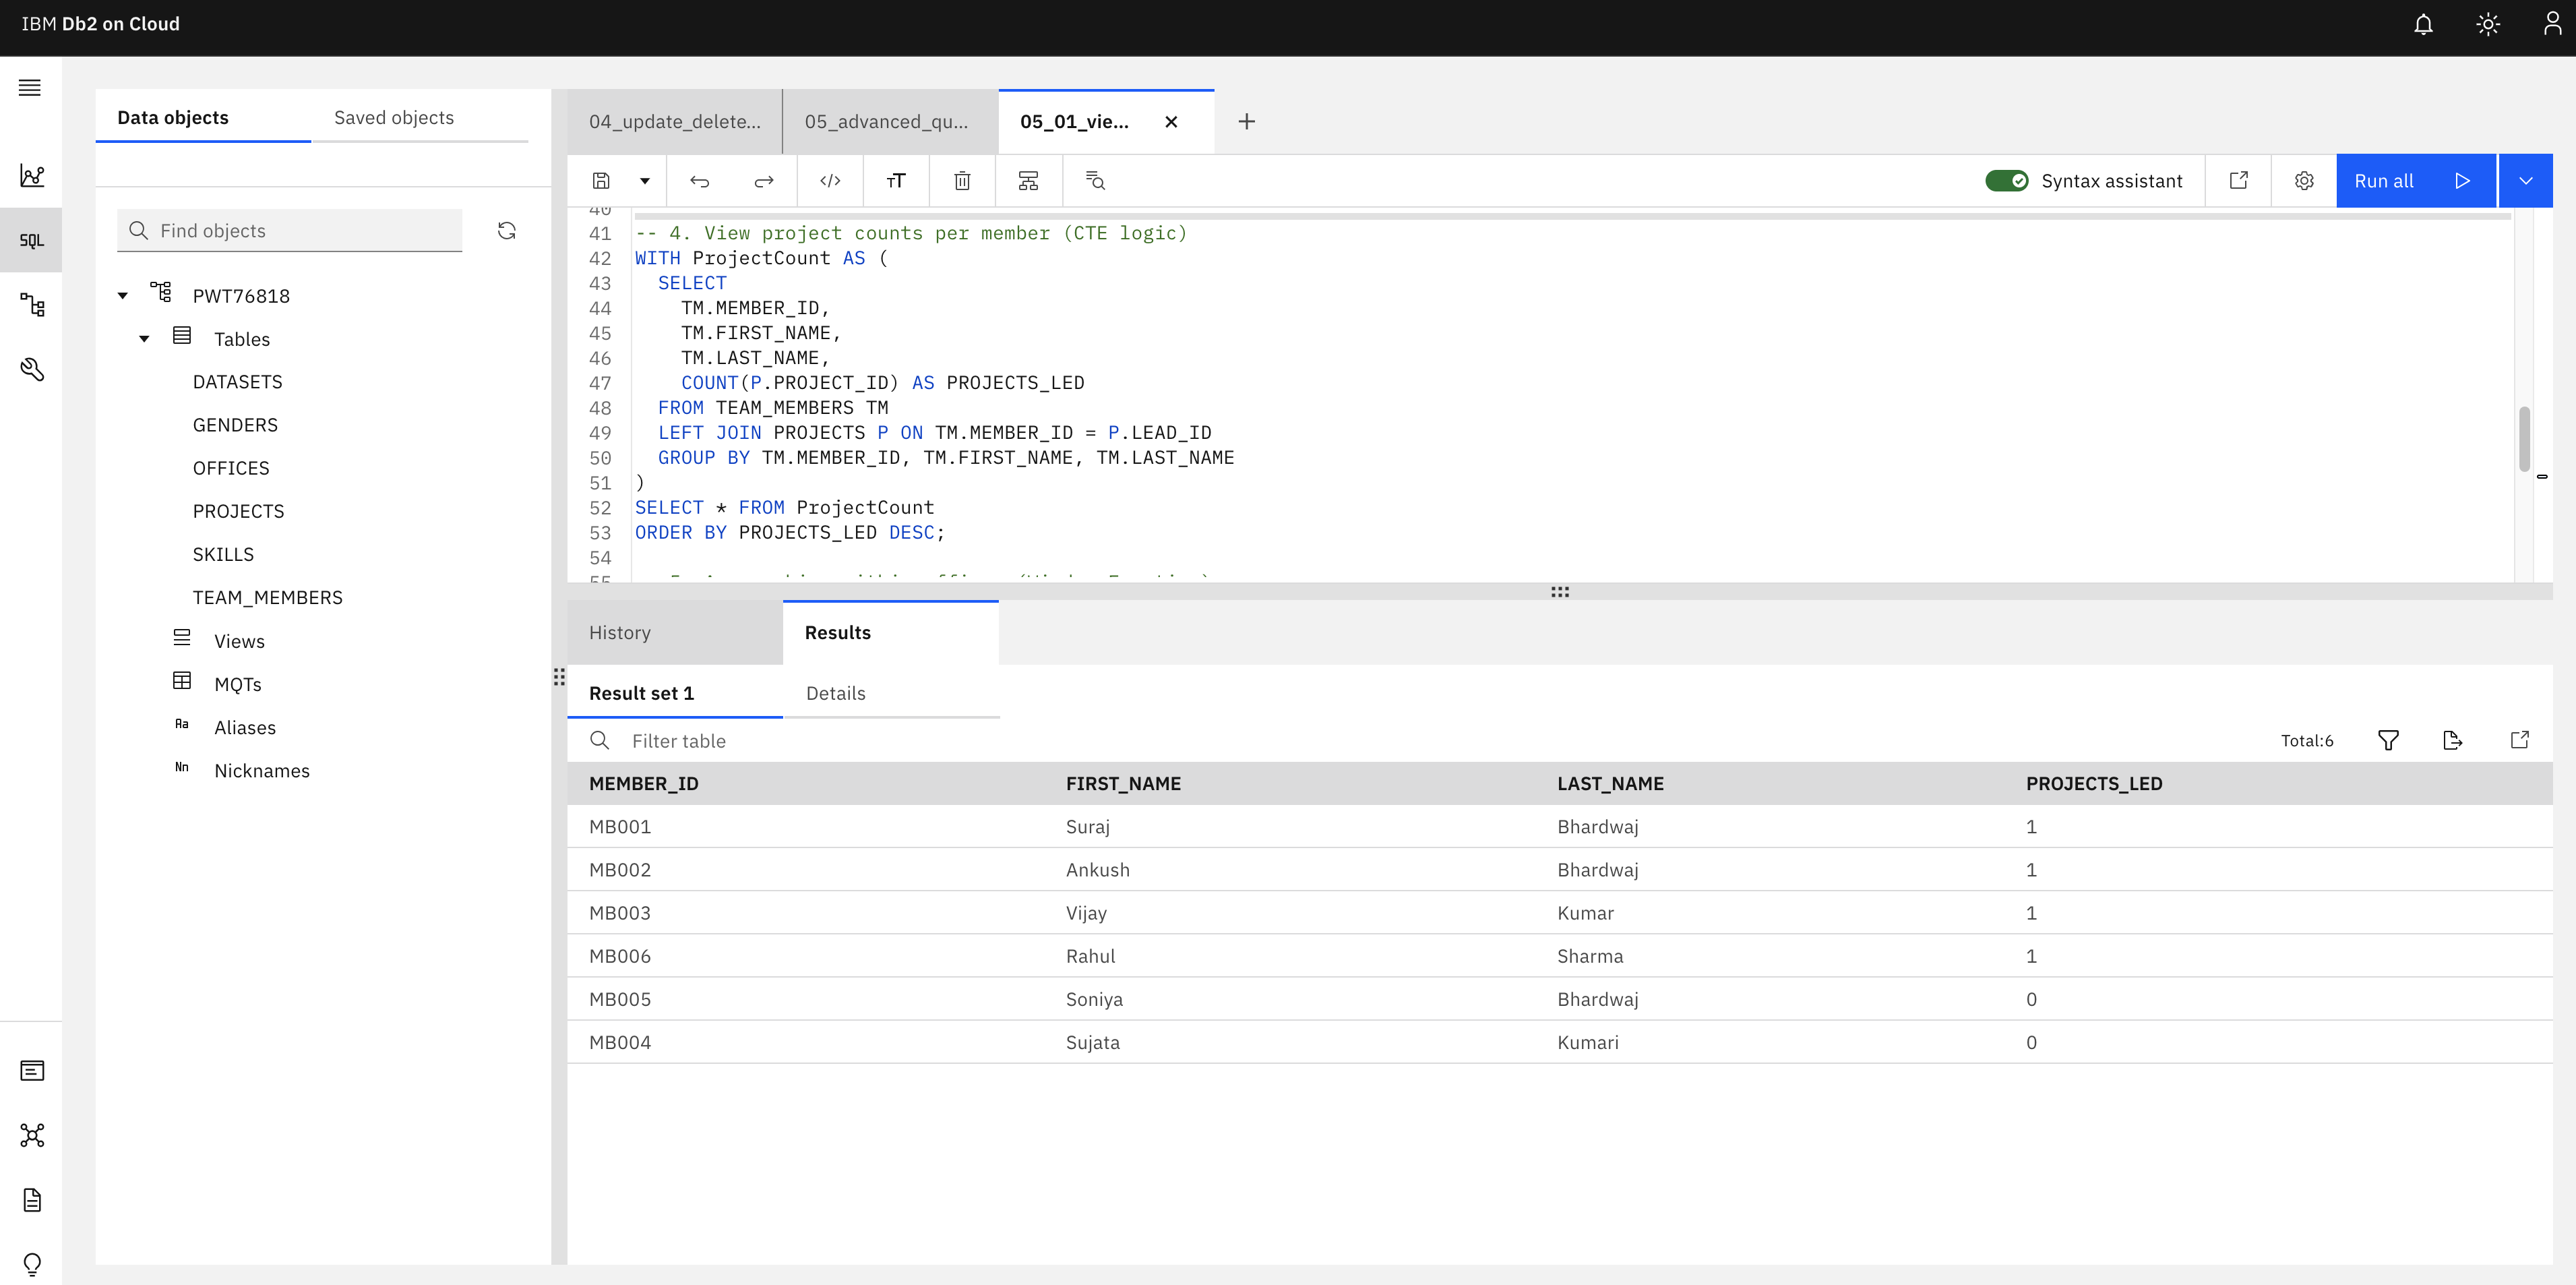 IBM Db2 on Cloud
Data objects
Saved objects
Find objects
PWT76818
Tables
DATASETS
GENDERS
OFFICES
PROJECTS
SKILLS
TEAM_MEMBERS
Views
MQTs
Aa Aliases
Nn Nicknames
SQL
04_update_delete...
05_advanced_qu...
05_01_vie...
Syntax assistant
Run all
40
41 -- 4. View project counts per member (CTE logic)
42 WITH ProjectCount AS (
43 SELECT
44 TM.MEMBER_ID,
45 TM.FIRST_NAME,
46 TM.LAST_NAME,
47 COUNT(P.PROJECT_ID) AS PROJECTS_LED
48 FROM TEAM_MEMBERS TM
49 LEFT JOIN PROJECTS P ON TM.MEMBER_ID = P.LEAD_ID
50 GROUP BY TM.MEMBER_ID, TM.FIRST_NAME, TM.LAST_NAME
51 )
52 SELECT * FROM ProjectCount
53 ORDER BY PROJECTS_LED DESC;
54
55
History
Results
Result set 1
Details
Filter table
Total:6
MEMBER_ID FIRST_NAME LAST_NAME PROJECTS_LED
MB001 Suraj Bhardwaj 1
MB002 Ankush Bhardwaj 1
MB003 Vijay Kumar 1
MB006 Rahul Sharma 1
MB005 Soniya Bhardwaj 0
MB004 Sujata Kumari 0